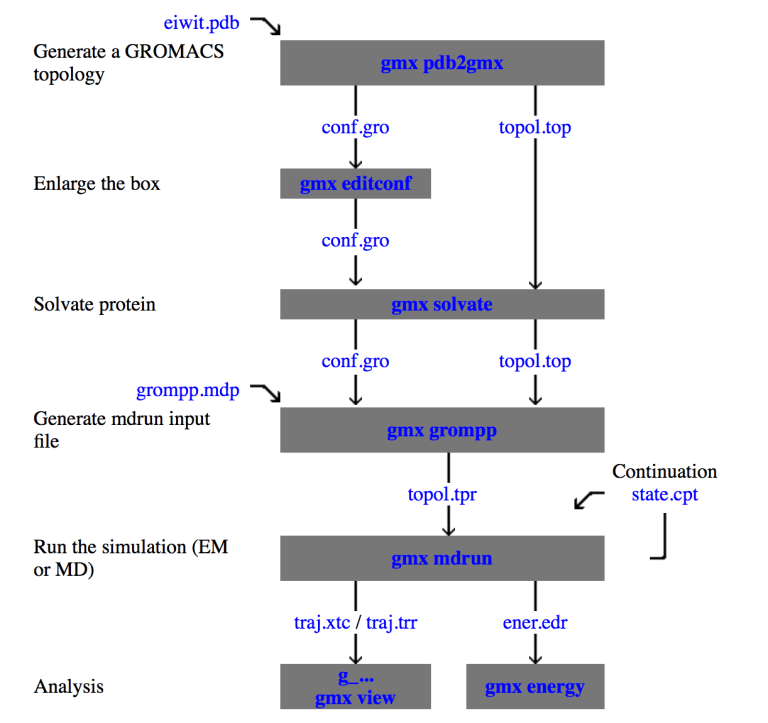 eiwit.pdb
Generate a GROMACS
topology
gmx pdb2gmx
conf.gro topol.top
Enlarge the box
gmx editconf
conf.gro
Solvate protein
gmx solvate
conf.gro topol.top
grompp.mdp
Generate mdrun input
file
gmx grompp
Continuation
topol.tpr state.cpt
Run the simulation (EM
or MD)
gmx mdrun
traj.xtc / traj.trr ener.edr
Analysis
g_...
gmx view
gmx energy